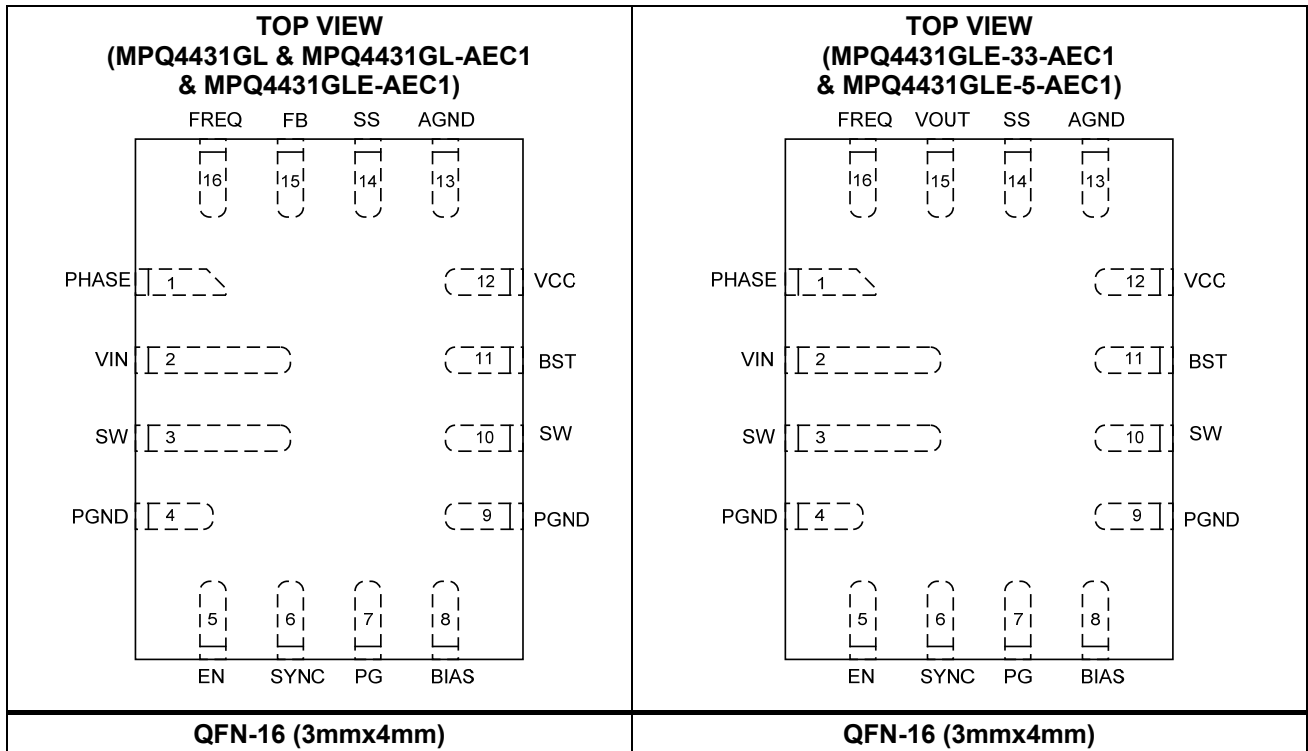 TOP VIEW
(MPQ4431GL & MPQ4431GL-AEC1
& MPQ4431GLE-AEC1)
FREQ FB SS AGND
16 15 14 13
PHASE 1 12 VCC
VIN 2 11 BST
SW 3 10 SW
PGND 4 9 PGND
5 6 7 8
EN SYNC PG BIAS
QFN-16 (3mmx4mm)
TOP VIEW
(MPQ4431GLE-33-AEC1
& MPQ4431GLE-5-AEC1)
FREQ VOUT SS AGND
16 15 14 13
PHASE 1 12 VCC
VIN 2 11 BST
SW 3 10 SW
PGND 4 9 PGND
5 6 7 8
EN SYNC PG BIAS
QFN-16 (3mmx4mm)